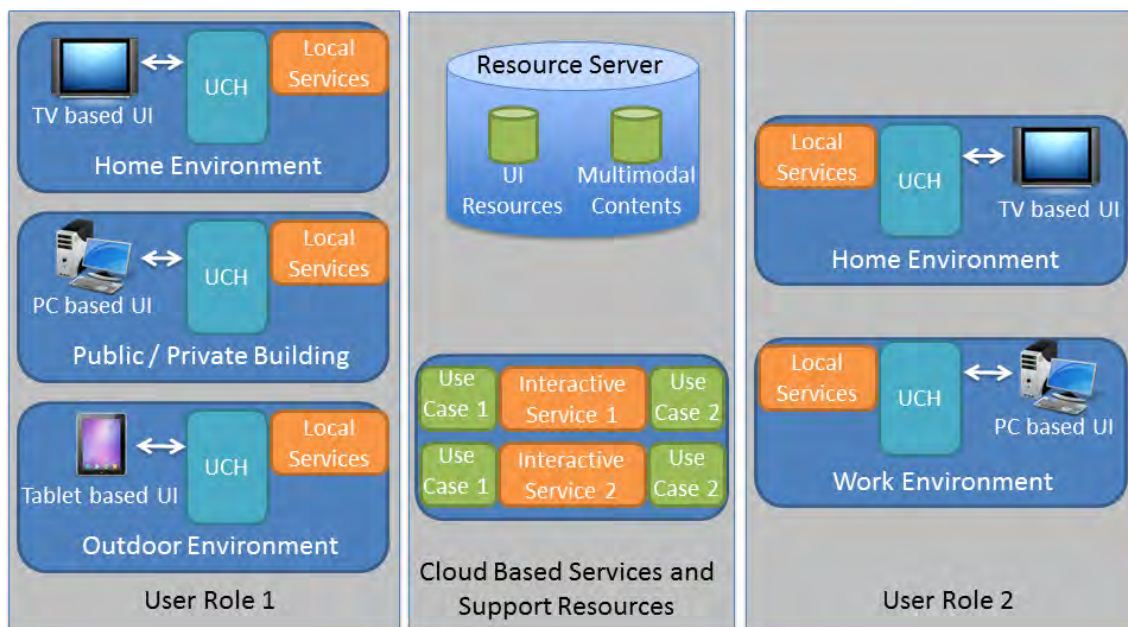 TV based UI
UCH
Local
Services
Home Environment
PC based UI
UCH
Local
Services
Public / Private Building
Tablet based UI
UCH
Local
Services
Outdoor Environment
User Role 1
Resource Server
UI
Resources
Multimodal
Contents
Use
Case 1
Interactive
Service 1
Use
Case 2
Use
Case 1
Interactive
Service 2
Use
Case 2
Cloud Based Services and
Support Resources
Local
Services
UCH
TV based UI
Home Environment
Local
Services
UCH
PC based UI
Work Environment
User Role 2